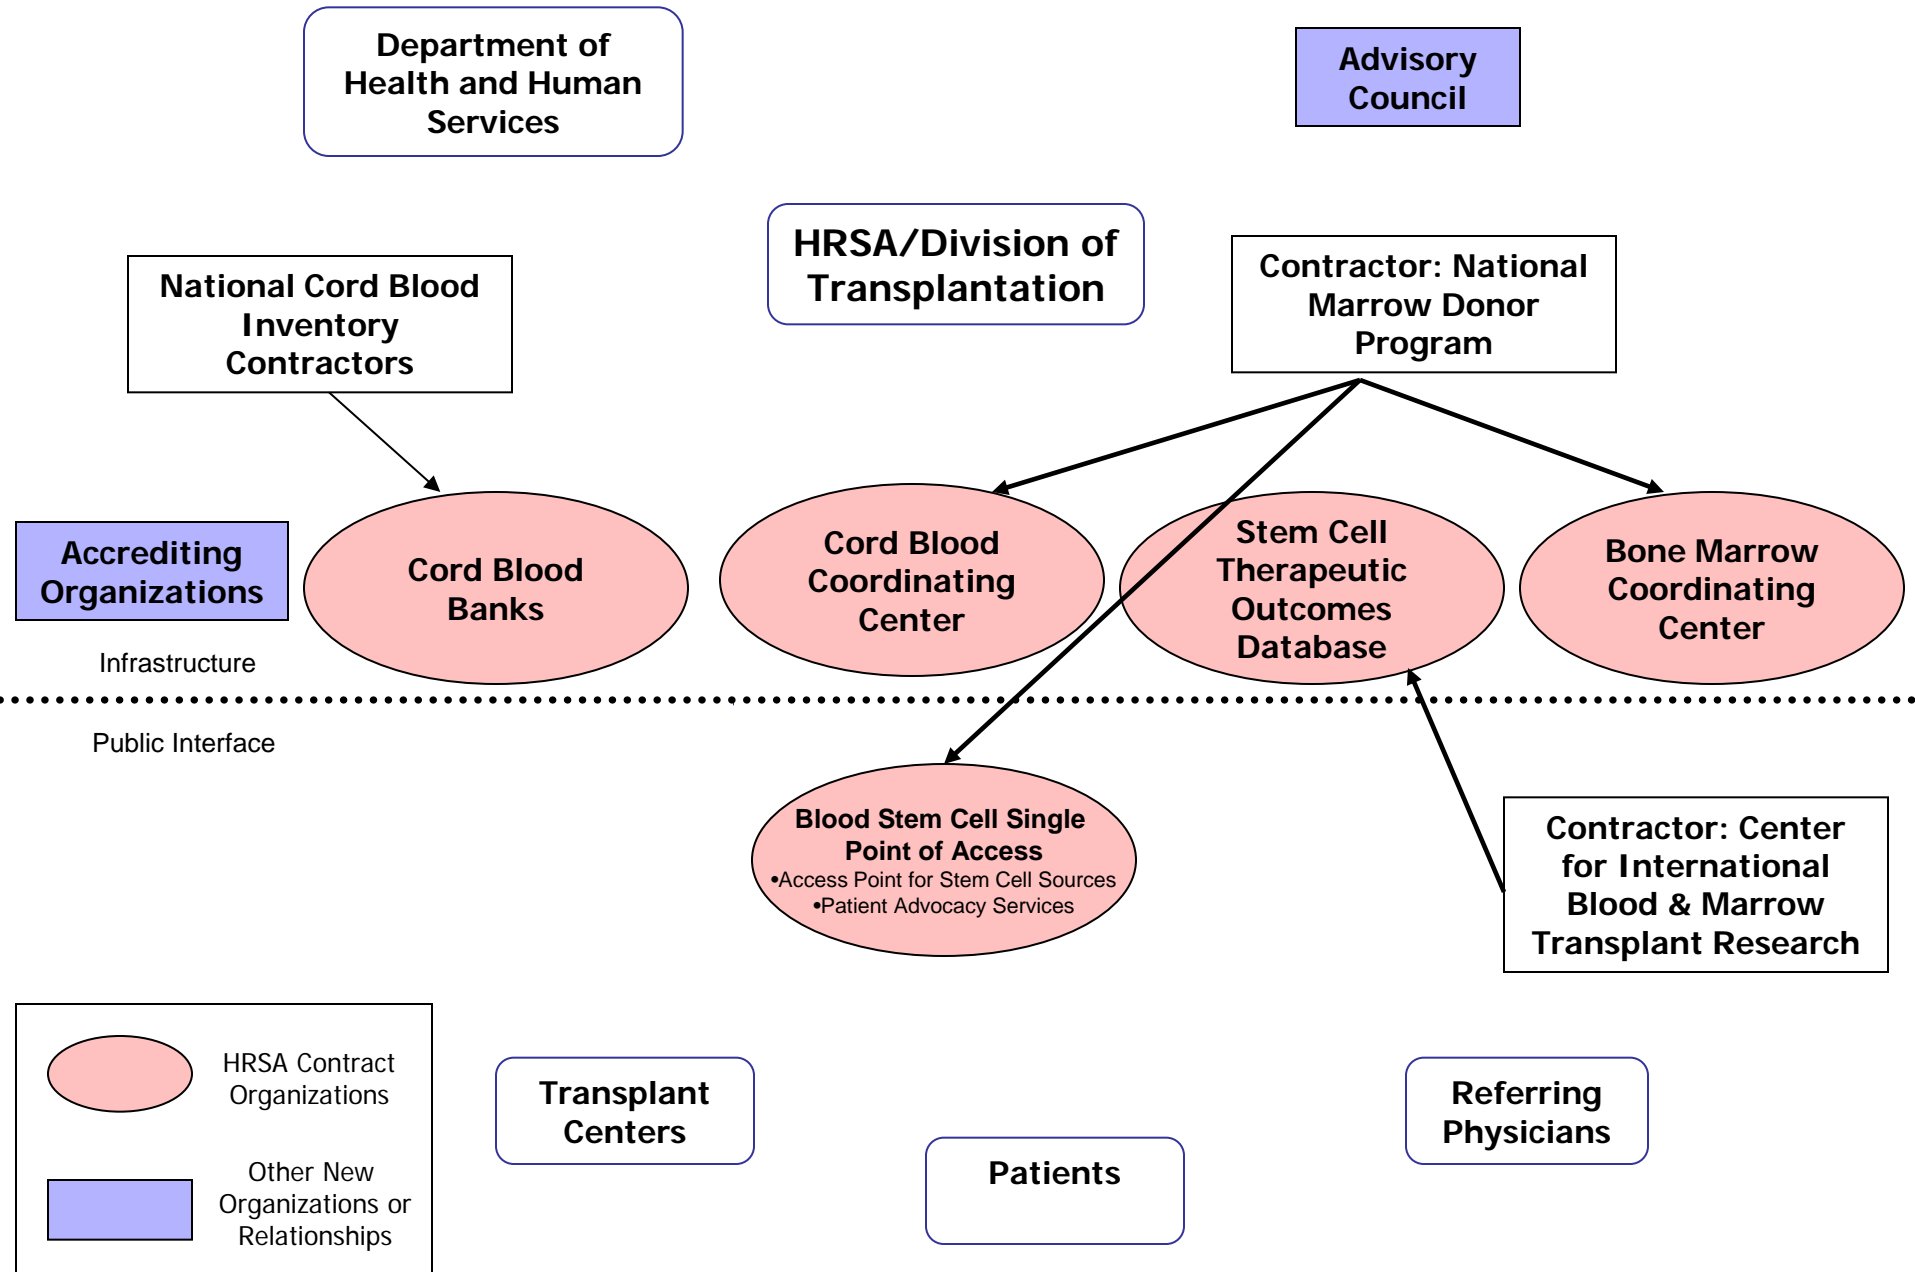 Department of
Health and Human
Services
Advisory
Council
HRSA/Division of
Transplantation
National Cord Blood
Inventory
Contractors
Contractor: National
Marrow Donor
Program
Accrediting
Organizations
Cord Blood
Banks
Cord Blood
Coordinating
Center
Stem Cell
Therapeutic
Outcomes
Database
Bone Marrow
Coordinating
Center
Infrastructure
Public Interface
Blood Stem Cell Single
Point of Access
•Access Point for Stem Cell Sources
•Patient Advocacy Services
Contractor: Center
for International
Blood & Marrow
Transplant Research
HRSA Contract
Organizations
Other New
Organizations or
Relationships
Transplant
Centers
Patients
Referring
Physicians